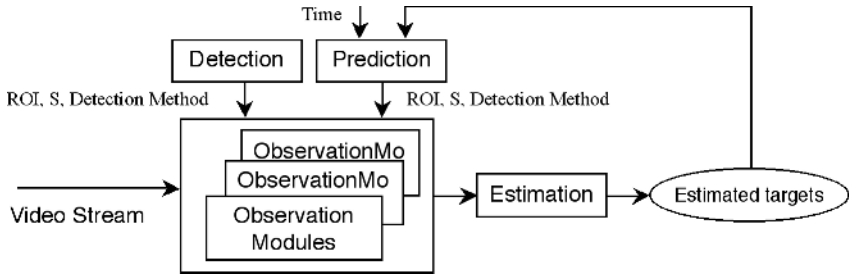 Time
Detection
Prediction
ROI, S, Detection Method
ROI, S, Detection Method
ObservationMo
ObservationMo
Observation
Modules
Video Stream
Estimation
Estimated targets